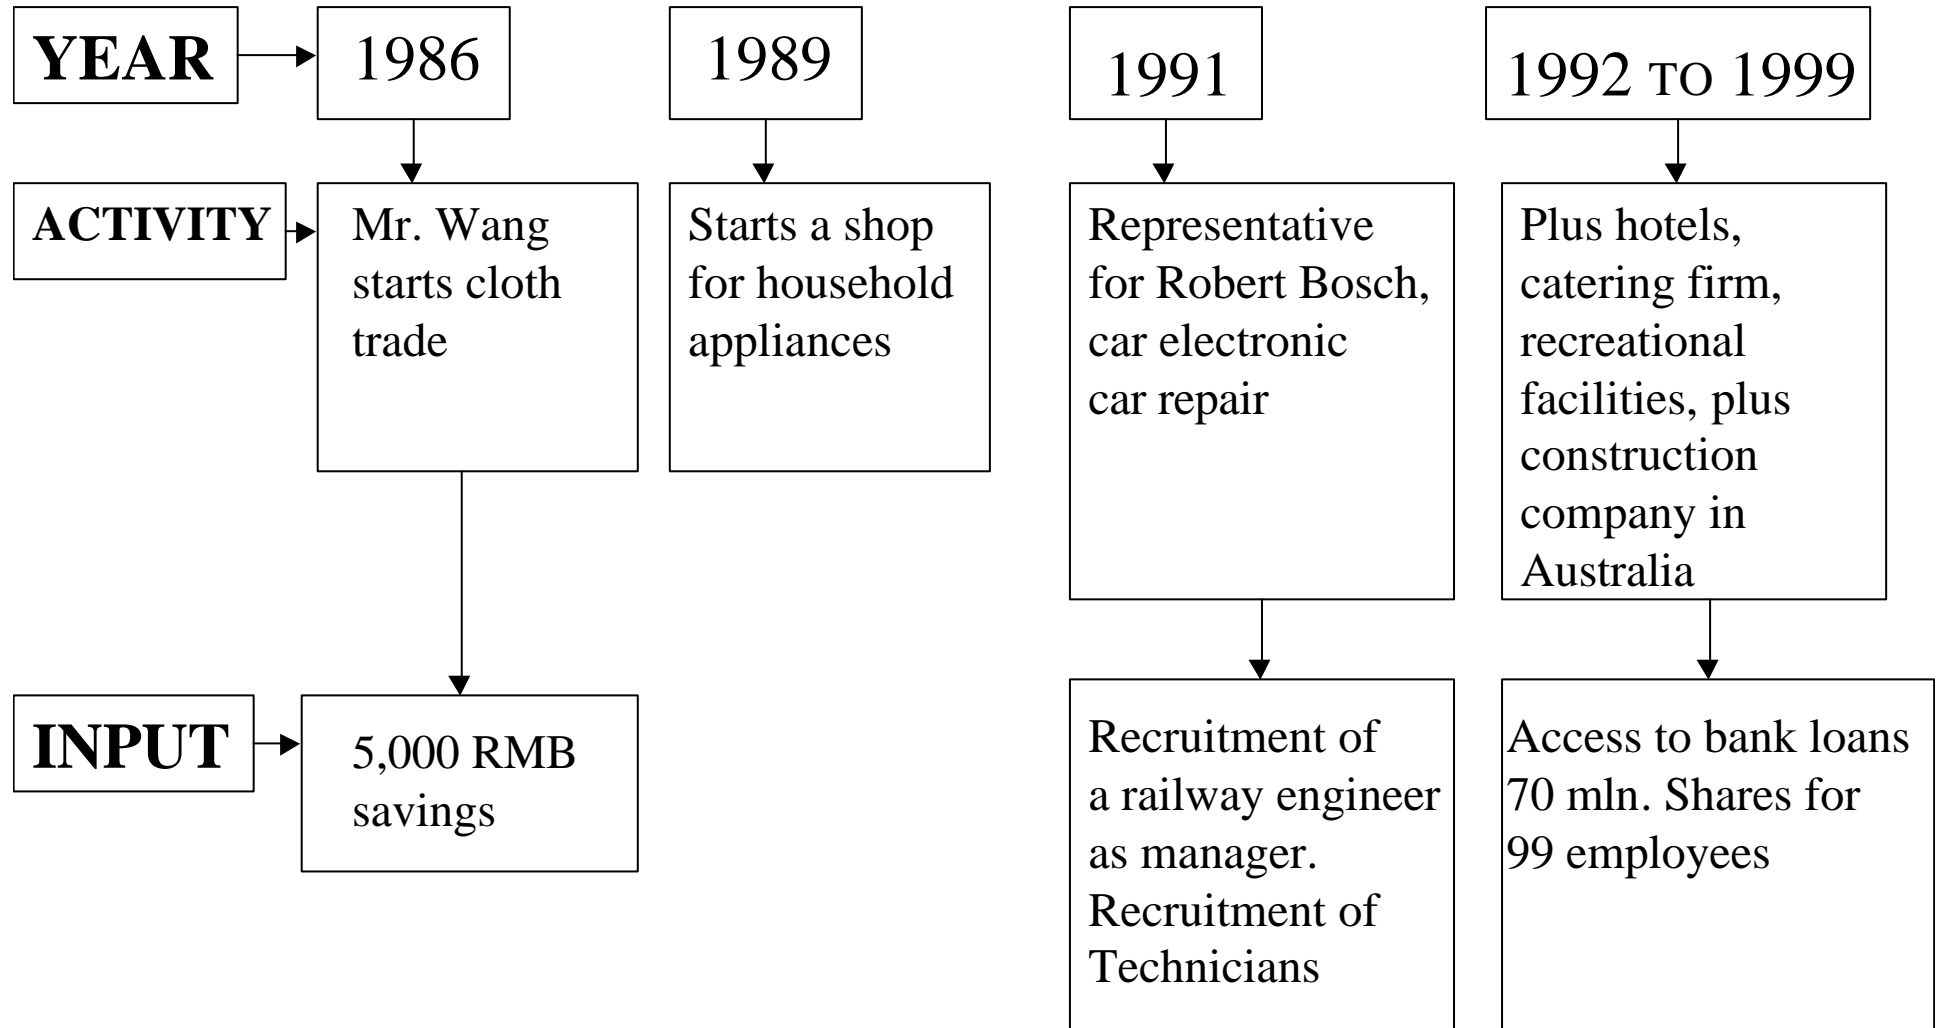 YEAR
1986
1989
1991
1992 TO 1999
ACTIVITY
Mr. Wang
starts cloth
trade
Starts a shop
for household
appliances
Representative
for Robert Bosch,
car electronic
car repair
Plus hotels,
catering firm,
recreational
facilities, plus
construction
company in
Australia
INPUT
5,000 RMB
savings
Recruitment of
a railway engineer
as manager.
Recruitment of
Technicians
Access to bank loans
70 mln. Shares for
99 employees